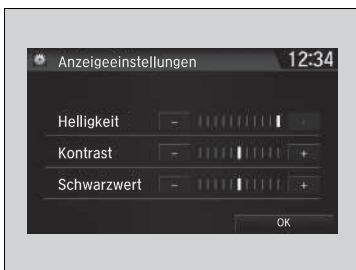 Anzeigeeinstellungen 12:34
Helligkeit -
Kontrast - +
Schwarzwert - +
OK